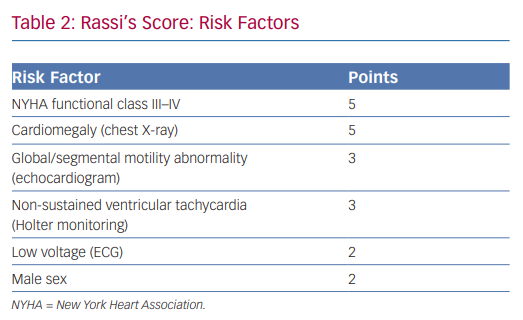 Table 2: Rassi's Score: Risk Factors
Risk Factor Points
NYHA functional class III–IV 5
Cardiomegaly (chest X-ray) 5
Global/segmental motility abnormality 3
(echocardiogram)
Non-sustained ventricular tachycardia 3
(Holter monitoring)
Low voltage (ECG) 2
Male sex 2
NYHA = New York Heart Association.